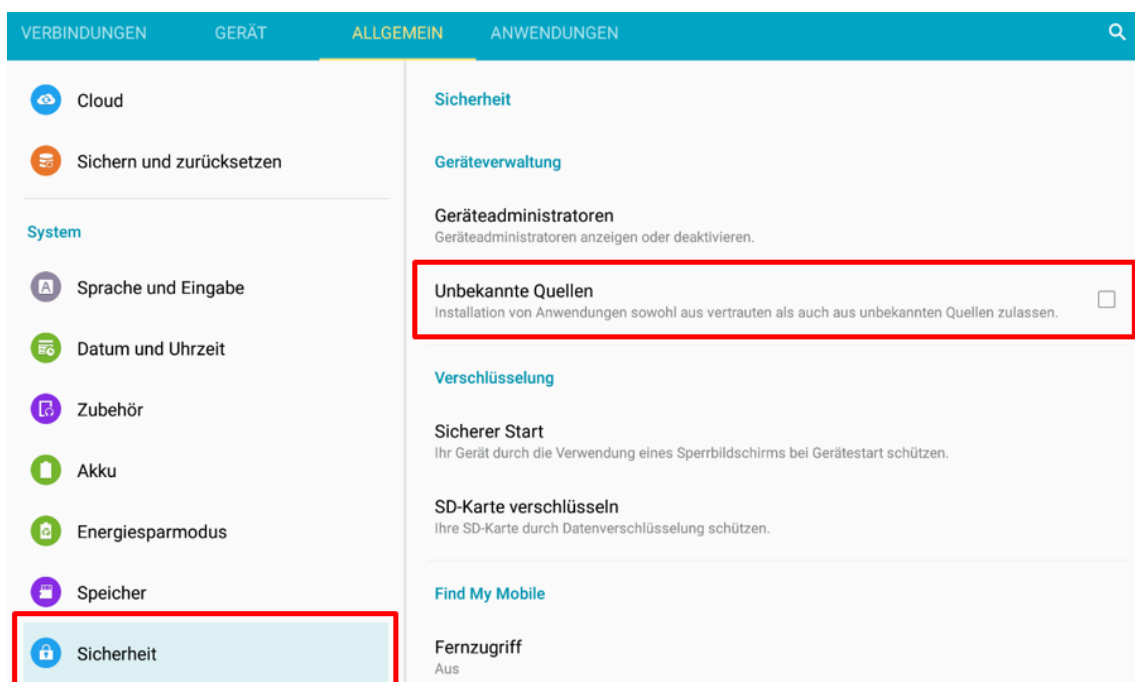 VERBINDUNGEN GERÄT ALLGEMEIN ANWENDUNGEN
Cloud
Sichern und zurücksetzen
System
Sprache und Eingabe
Datum und Uhrzeit
Zubehör
Akku
Energiesparmodus
Speicher
Sicherheit
Sicherheit
Geräteverwaltung
Geräteadministratoren
Geräteadministratoren anzeigen oder deaktivieren.
Unbekannte Quellen
Installation von Anwendungen sowohl aus vertrauten als auch aus unbekannten Quellen zulassen.
Verschlüsselung
Sicherer Start
Ihr Gerät durch die Verwendung eines Sperrbildschirms bei Gerätestart schützen.
SD-Karte verschlüsseln
Ihre SD-Karte durch Datenverschlüsselung schützen.
Find My Mobile
Fernzugriff
Aus